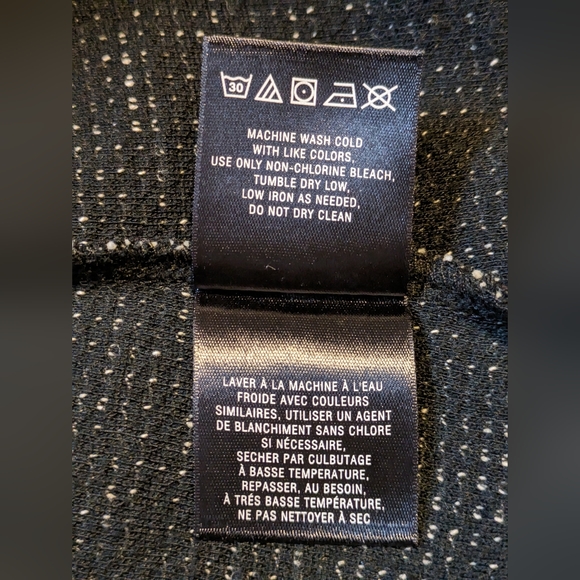 30
MACHINE WASH COLD
WITH LIKE COLORS,
USE ONLY NON-CHLORINE BLEACH,
TUMBLE DRY LOW,
LOW IRON AS NEEDED,
DO NOT DRY CLEAN
LAVER À LA MACHINE À L'EAU
FROIDE AVEC COULEURS
SIMILAIRES, UTILISER UN AGENT
DE BLANCHIMENT SANS CHLORE
SI NÉCESSAIRE,
SECHER PAR CULBUTAGE
À BASSE TEMPERATURE,
REPASSER, AU BESOIN,
À TRÉS BASSE TEMPÉRATURE,
NE PAS NETTOYER À SEC